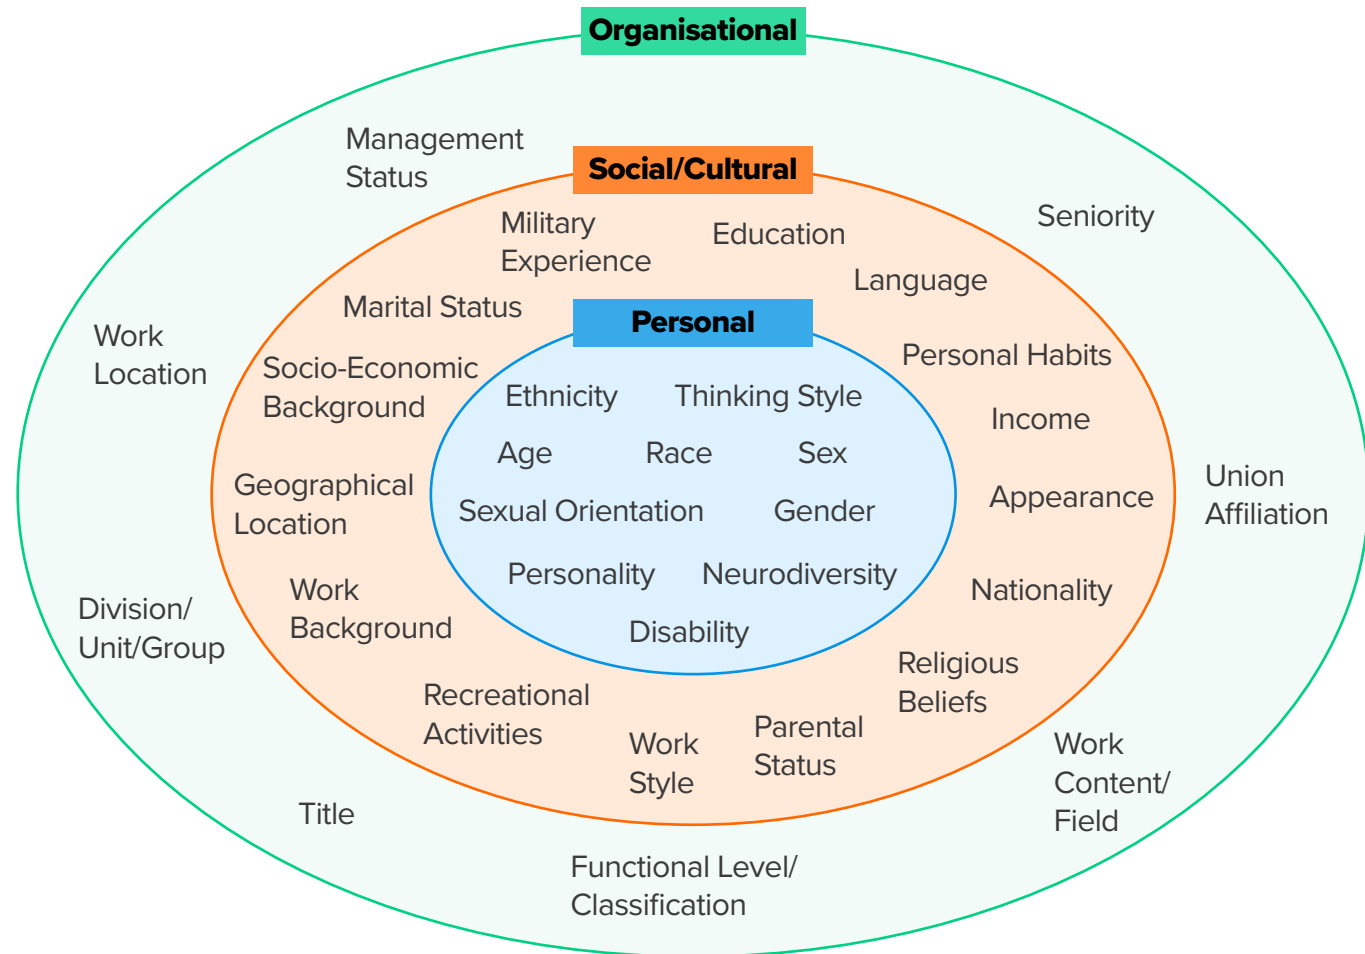 Organisational
Management
Status
Seniority
Work
Location
Union
Affiliation
Division/
Unit/Group
Work
Content/
Field
Title
Functional Level/
Classification
Social/Cultural
Military
Experience
Education
Language
Marital Status
Personal Habits
Socio-Economic
Background
Income
Geographical
Location
Appearance
Work
Background
Nationality
Religious
Beliefs
Recreational
Activities
Work
Style
Parental
Status
Personal
Ethnicity
Thinking Style
Age
Race
Sex
Sexual Orientation
Gender
Personality
Neurodiversity
Disability